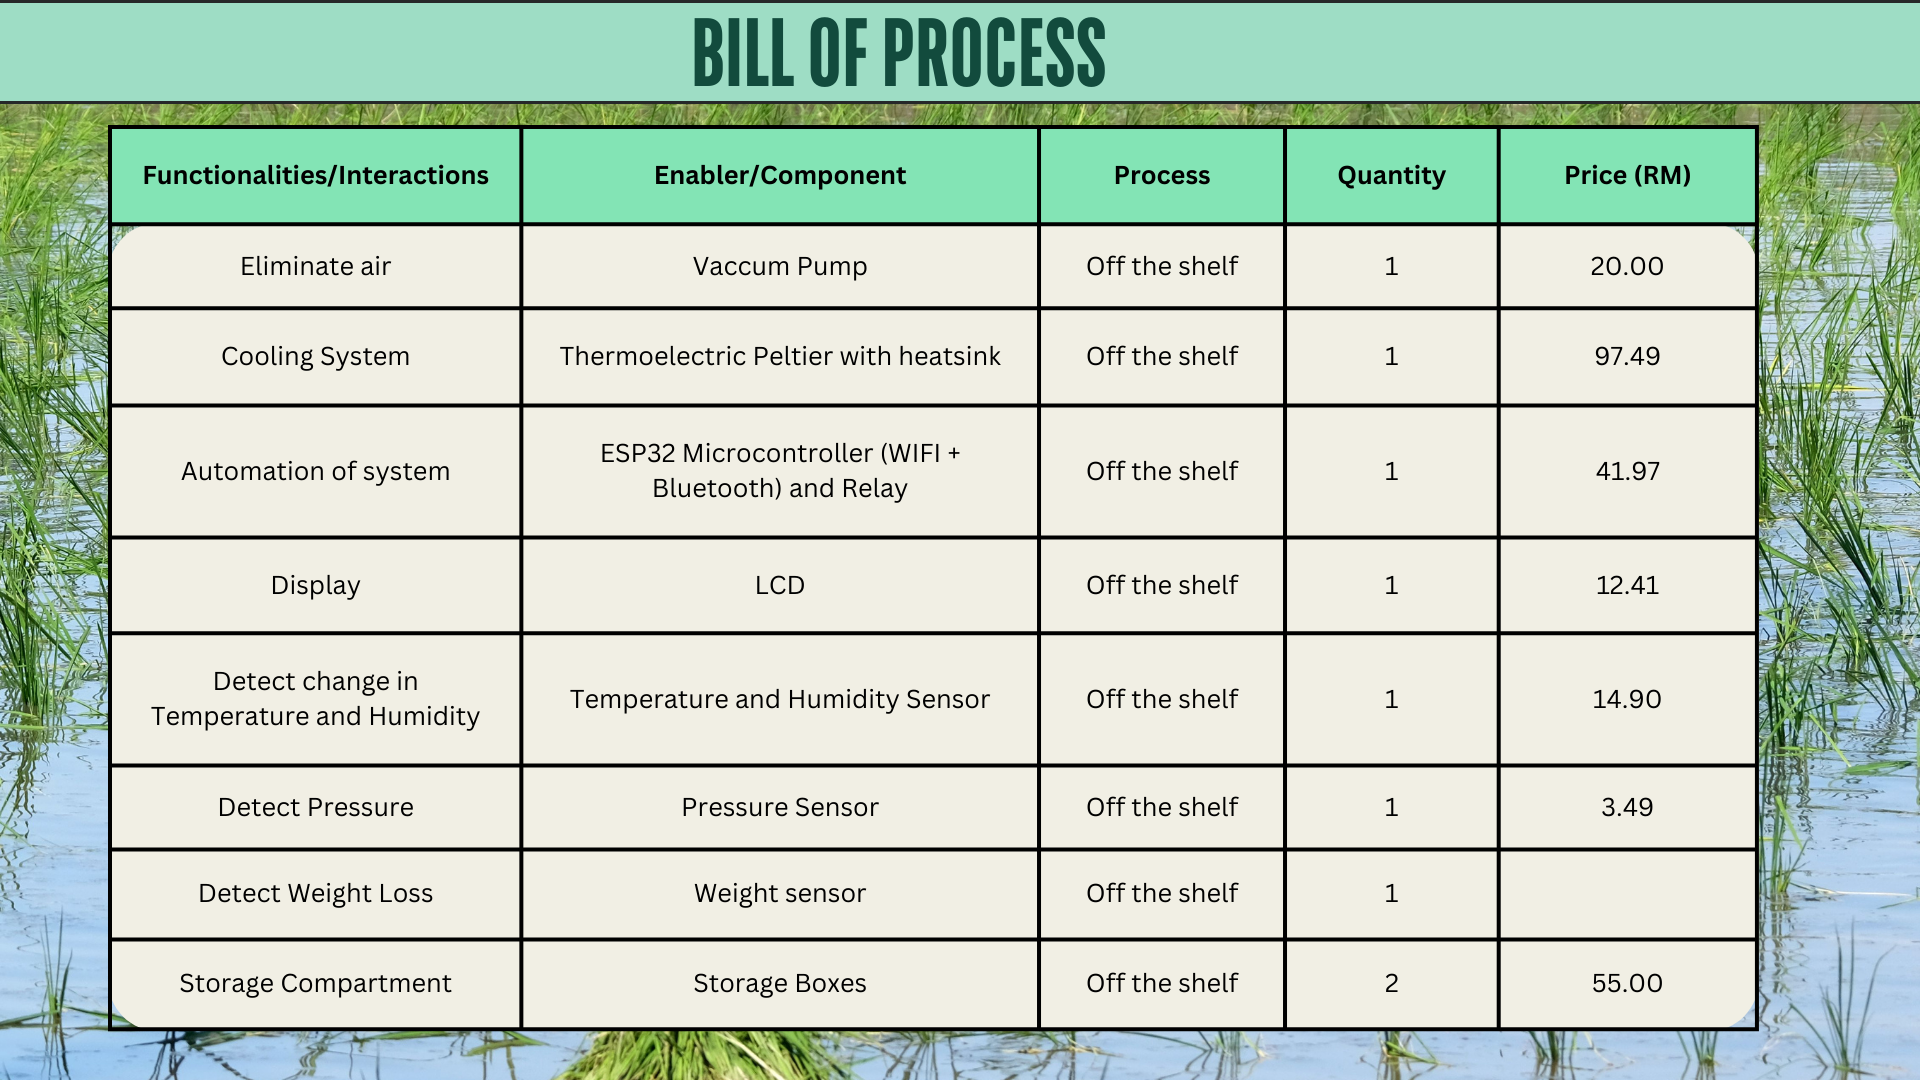 BILL OF PROCESS
Functionalities/Interactions Enabler/Component Process Quantity Price (RM)
Eliminate air Vaccum Pump Off the shelf 1 20.00
Cooling System Thermoelectric Peltier with heatsink Off the shelf 1 97.49
Automation of system ESP32 Microcontroller (WIFI +
Bluetooth) and Relay Off the shelf 1 41.97
Display LCD Off the shelf 1 12.41
Detect change in
Temperature and Humidity Temperature and Humidity Sensor Off the shelf 1 14.90
Detect Pressure Pressure Sensor Off the shelf 1 3.49
Detect Weight Loss Weight sensor Off the shelf 1
Storage Compartment Storage Boxes Off the shelf 2 55.00